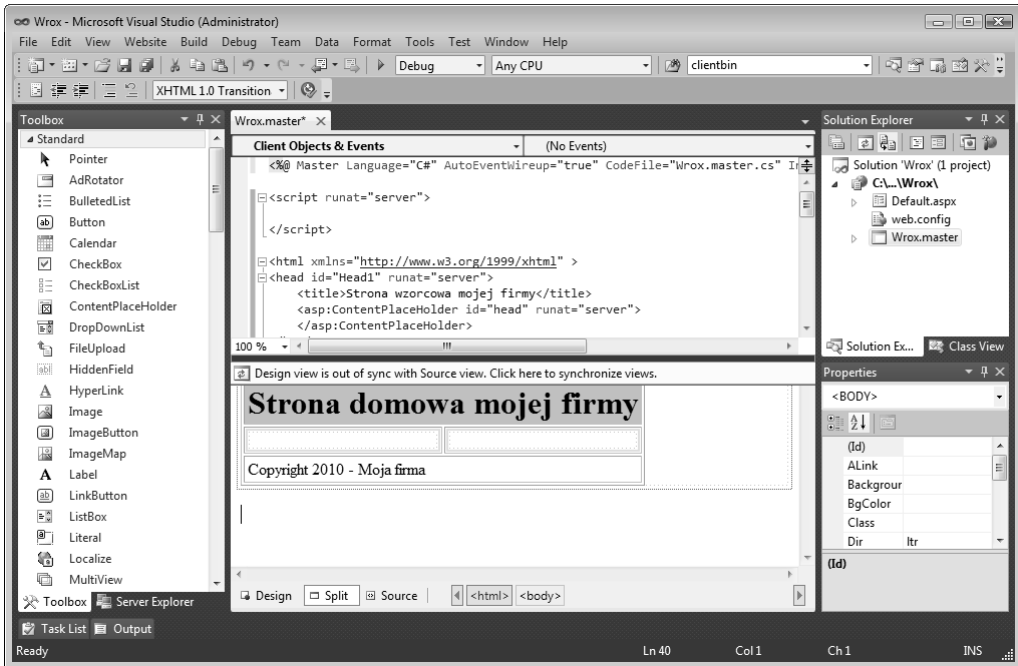 Wrox - Microsoft Visual Studio (Administrator)
File Edit View Website Build Debug Team Data Format Tools Test Window Help
Debug Any CPU clientbin
XHTML 1.0 Transition
Toolbox
Standard
Pointer
AdRotator
BulletedList
Button
Calendar
CheckBox
CheckBoxList
ContentPlaceHolder
DropDownList
FileUpload
HiddenField
HyperLink
Image
ImageButton
ImageMap
Label
LinkButton
ListBox
Literal
Localize
MultiView
Toolbox Server Explorer
Wrox.master*
Client Objects & Events (No Events)
<%@ Master Language="C#" AutoEventWireup="true" CodeFile="Wrox.master.cs" In
<script runat="server">
</script>
<html xmlns="http://www.w3.org/1999/xhtml" >
<head id="Head1" runat="server">
<title>Strona wzorcowa mojej firmy</title>
<asp:ContentPlaceHolder id="head" runat="server">
</asp:ContentPlaceHolder>
100 %
Design view is out of sync with Source view. Click here to synchronize views.
Strona domowa mojej firmy
Copyright 2010 - Moja firma
Design Split Source <html> <body>
Solution Explorer
Solution 'Wrox' (1 project)
C:\...\Wrox\
Default.aspx
web.config
Wrox.master
Solution Ex... Class View
Properties
<BODY>
(Id)
ALink
Backgrour
BgColor
Class
Dir ltr
(Id)
Task List Output
Ready Ln 40 Col 1 Ch 1 INS